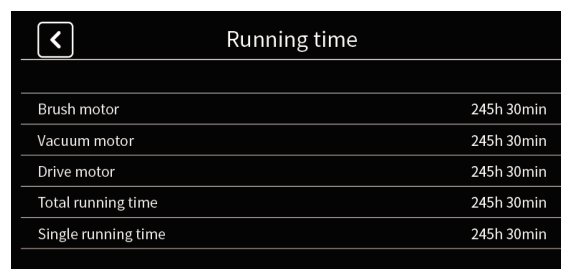 Running time
Brush motor 245h 30min
Vacuum motor 245h 30min
Drive motor 245h 30min
Total running time 245h 30min
Single running time 245h 30min